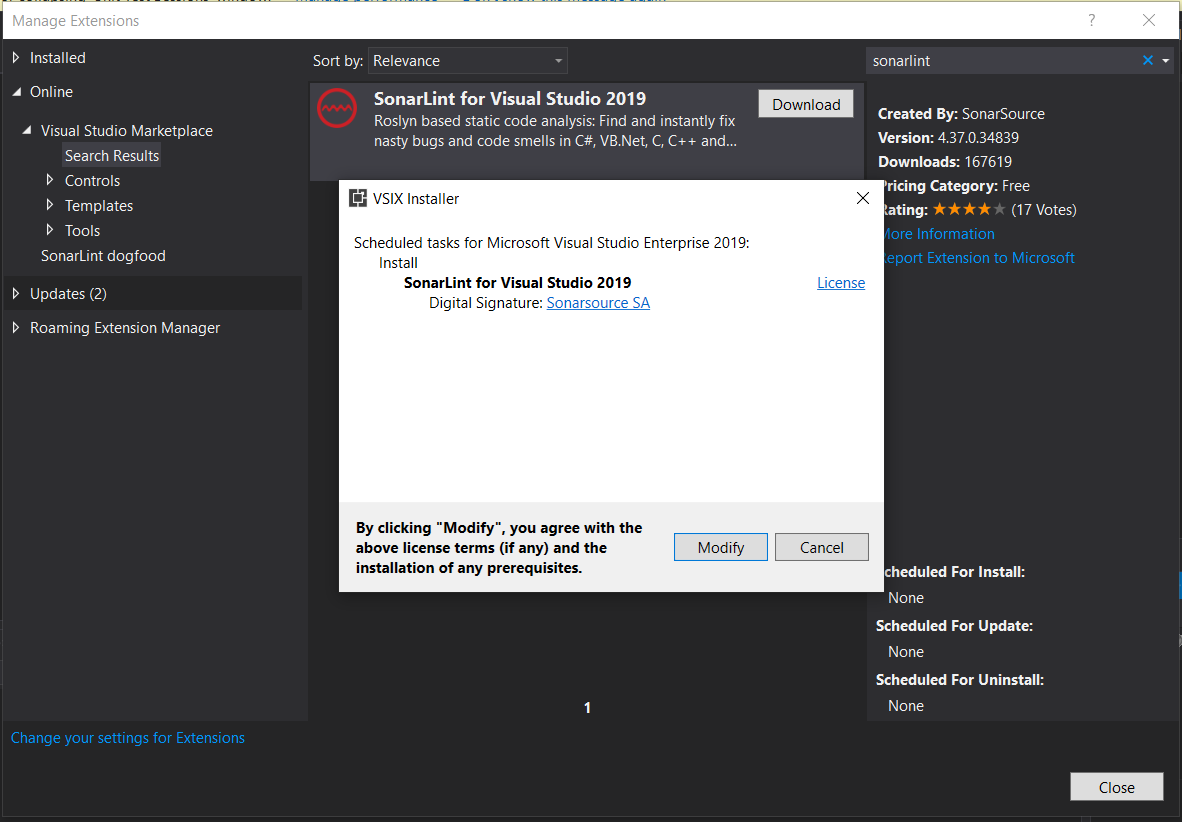 Manage Extensions
?
Installed
Online
Visual Studio Marketplace
Search Results
Controls
Templates
Tools
SonarLint dogfood
Updates (2)
Roaming Extension Manager
Change your settings for Extensions
Sort by: Relevance
SonarLint for Visual Studio 2019
Download
Roslyn based static code analysis: Find and instantly fix
nasty bugs and code smells in C#, VB.Net, C, C++ and...
VSIX Installer
Scheduled tasks for Microsoft Visual Studio Enterprise 2019:
Install
SonarLint for Visual Studio 2019
License
Digital Signature: Sonarsource SA
By clicking "Modify", you agree with the
above license terms (if any) and the
installation of any prerequisites.
Modify
Cancel
1
sonarlint
Created By: SonarSource
Version: 4.37.0.34839
Downloads: 167619
Pricing Category: Free
Rating: (17 Votes)
More Information
Report Extension to Microsoft
Scheduled For Install:
None
Scheduled For Update:
None
Scheduled For Uninstall:
None
Close